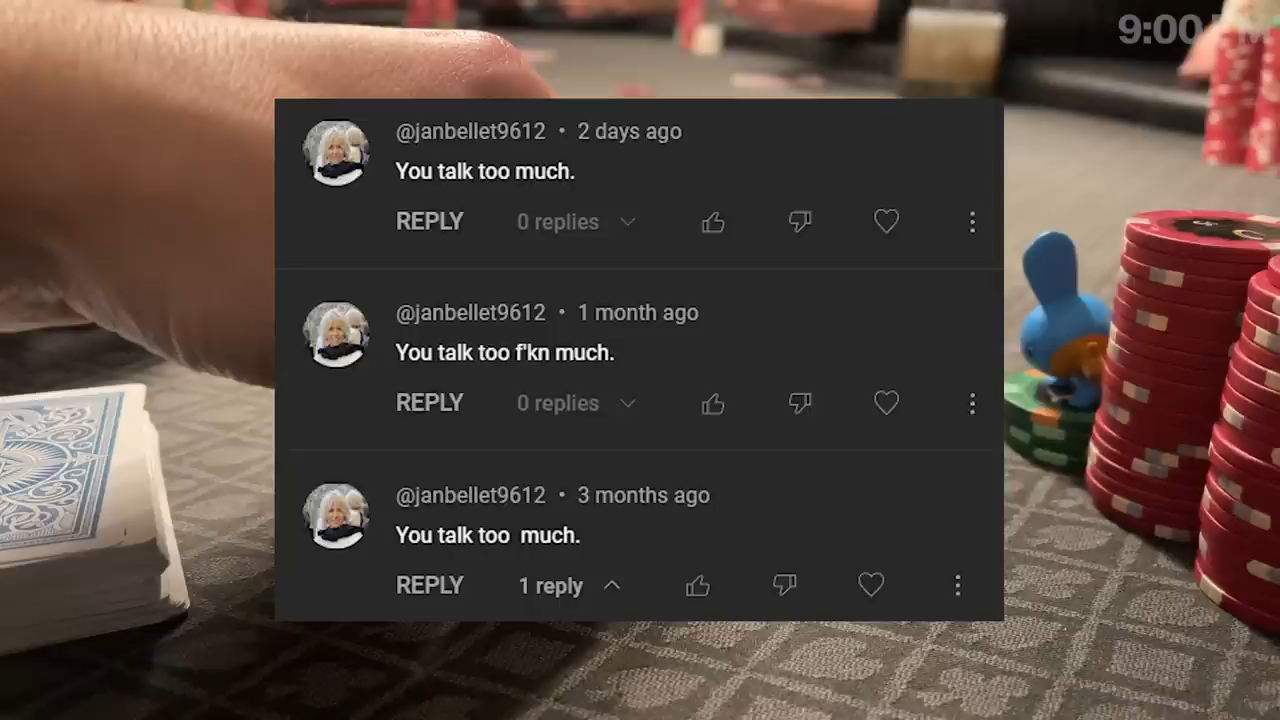 9:00 PM
@janbellet9612 • 2 days ago
You talk too much.
REPLY 0 replies
@janbellet9612 • 1 month ago
You talk too f'kn much.
REPLY 0 replies
@janbellet9612 • 3 months ago
You talk too  much.
REPLY 1 reply